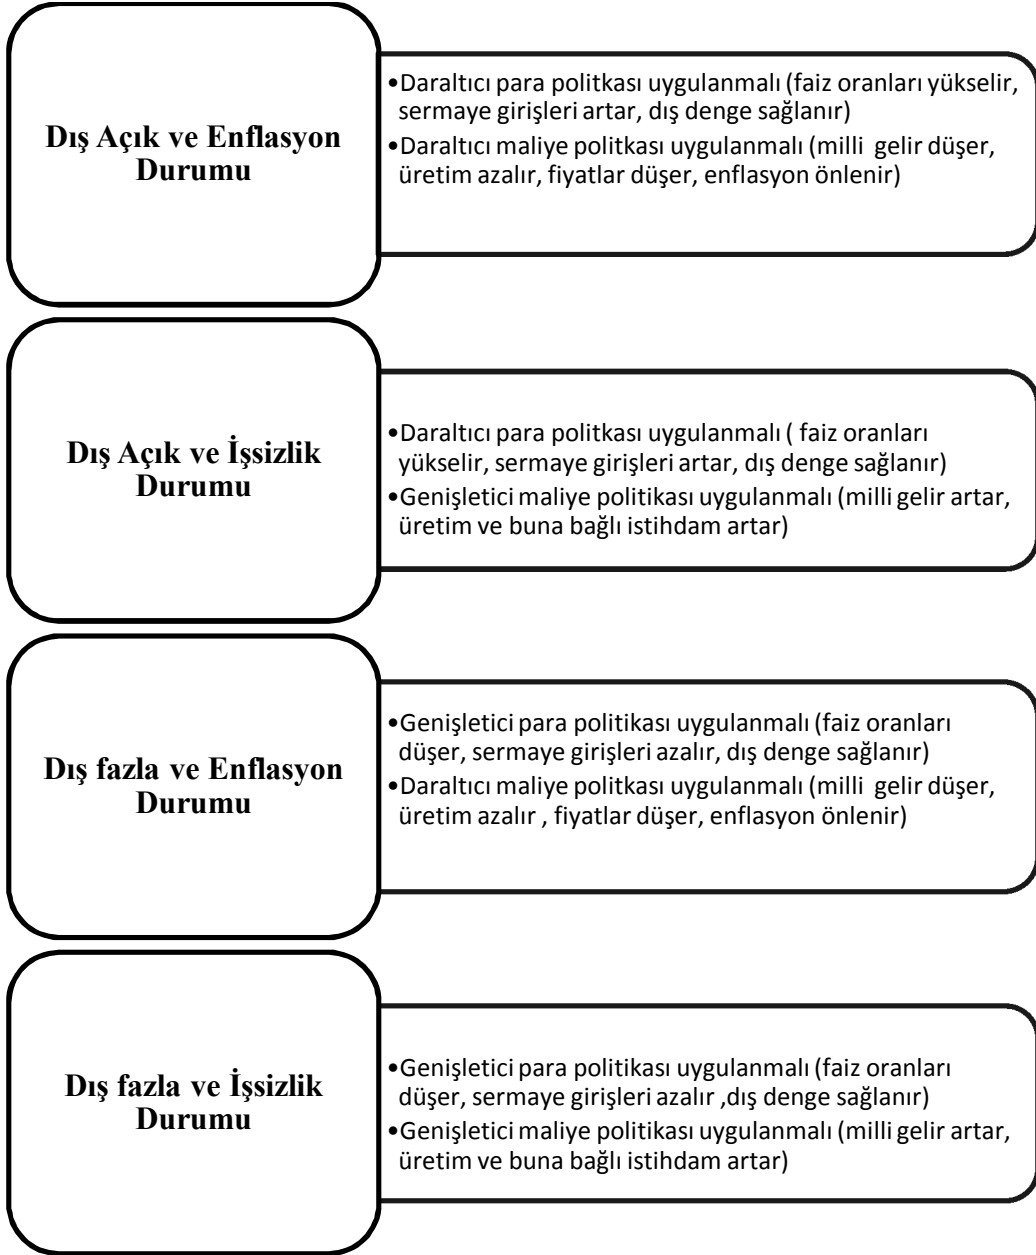 Dış Açık ve Enflasyon
Durumu
•Daraltıcı para politkası uygulanmalı (faiz oranları yükselir,
sermaye girişleri artar, dış denge sağlanır)
•Daraltıcı maliye politkası uygulanmalı (milli gelir düşer,
üretim azalır, fiyatlar düşer, enflasyon önlenir)
Dış Açık ve İşsizlik
Durumu
•Daraltıcı para politkası uygulanmalı ( faiz oranları
yükselir, sermaye girişleri artar, dış denge sağlanır)
•Genişletici maliye politikası uygulanmalı (milli gelir artar,
üretim ve buna bağlı istihdam artar)
Dış fazla ve Enflasyon
Durumu
•Genişletici para politikası uygulanmalı (faiz oranları
düşer, sermaye girişleri azalır, dış denge sağlanır)
•Daraltıcı maliye politkası uygulanmalı (milli gelir düşer,
üretim azalır , fiyatlar düşer, enflasyon önlenir)
Dış fazla ve İşsizlik
Durumu
•Genişletici para politikası uygulanmalı (faiz oranları
düşer, sermaye girişleri azalır ,dış denge sağlanır)
•Genişletici maliye politikası uygulanmalı (milli gelir artar,
üretim ve buna bağlı istihdam artar)